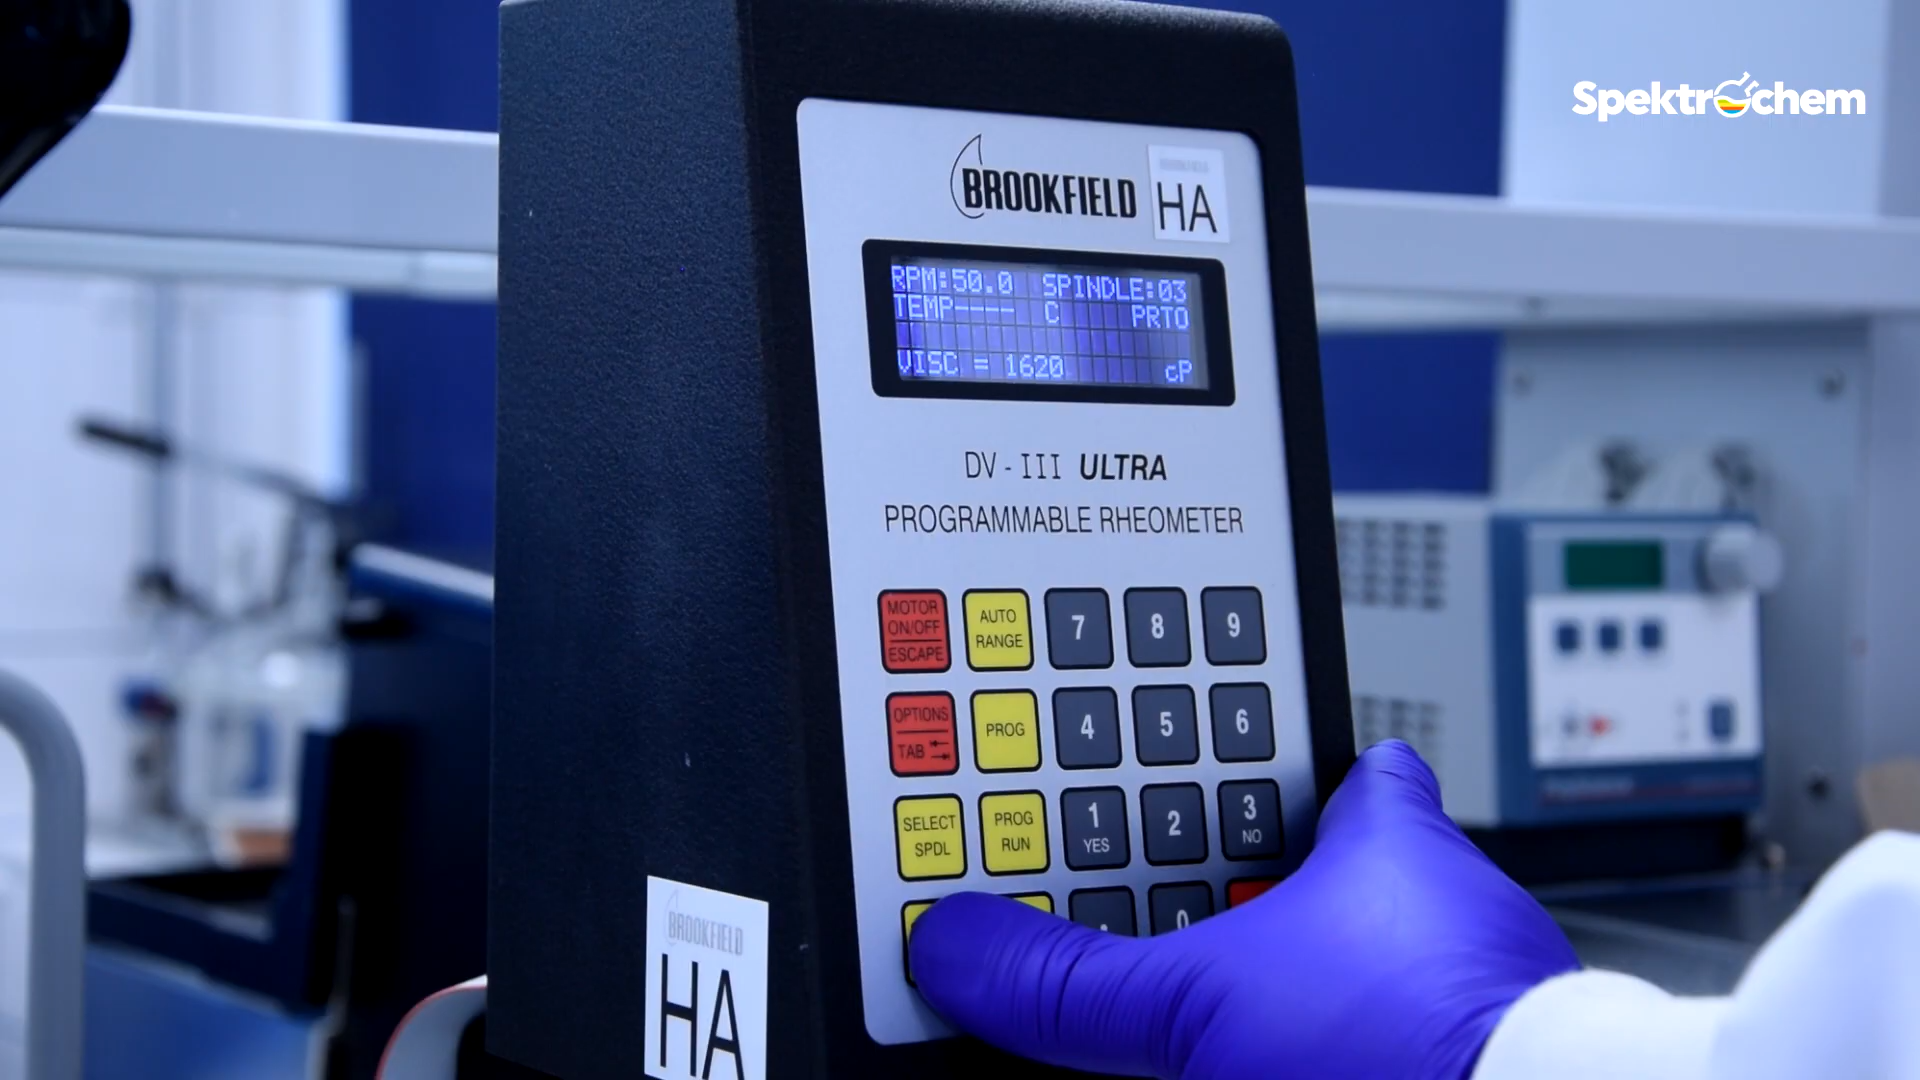 Spektrochem
BROOKFIELD
BROOKFIELD
HA
RPM:50.0 SPINDLE:03
TEMP---- C PRTO
VISC = 1620 cP
DV-III ULTRA
PROGRAMMABLE RHEOMETER
MOTOR ON/OFF ESCAPE
AUTO RANGE
7
8
9
OPTIONS TAB
PROG
4
5
6
SELECT SPDL
PROG RUN
1 YES
2
3 NO
.
0
BROOKFIELD
HA